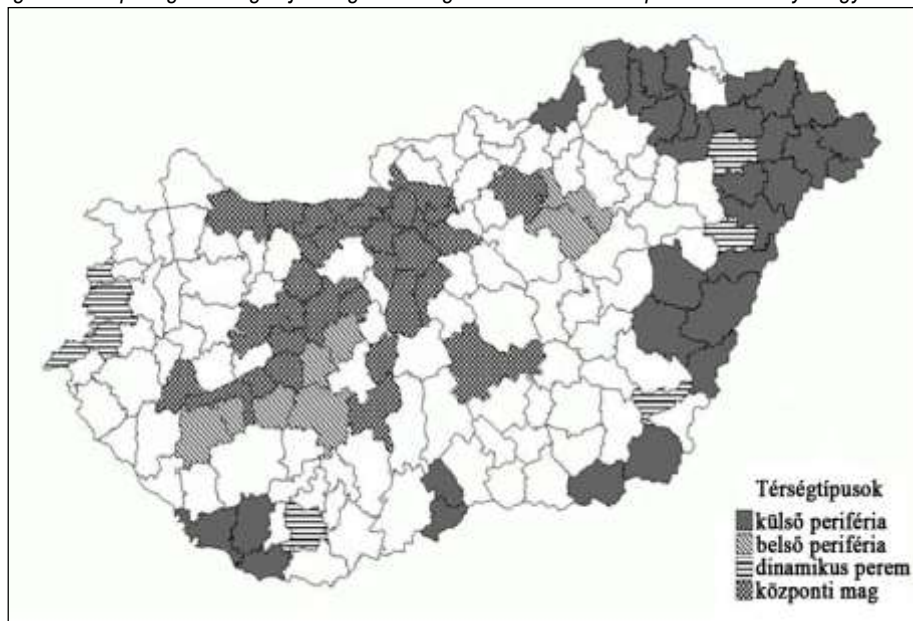 Térségtípusok
külső periféria
belső periféria
dinamikus perem
központi mag